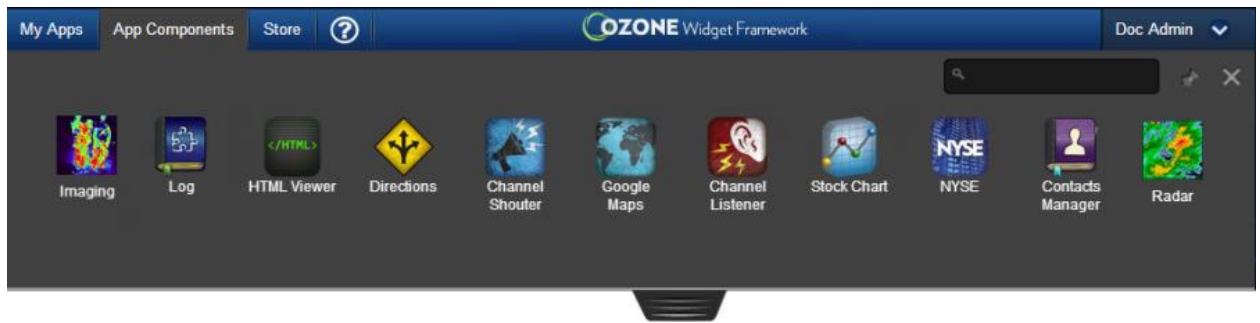 My Apps
App Components
Store
?
OZONE Widget Framework
Doc Admin
Imaging
Log
</HTML>
HTML Viewer
Directions
Channel
Shouter
Google
Maps
Channel
Listener
Stock Chart
NYSE
NYSE
Contacts
Manager
Radar